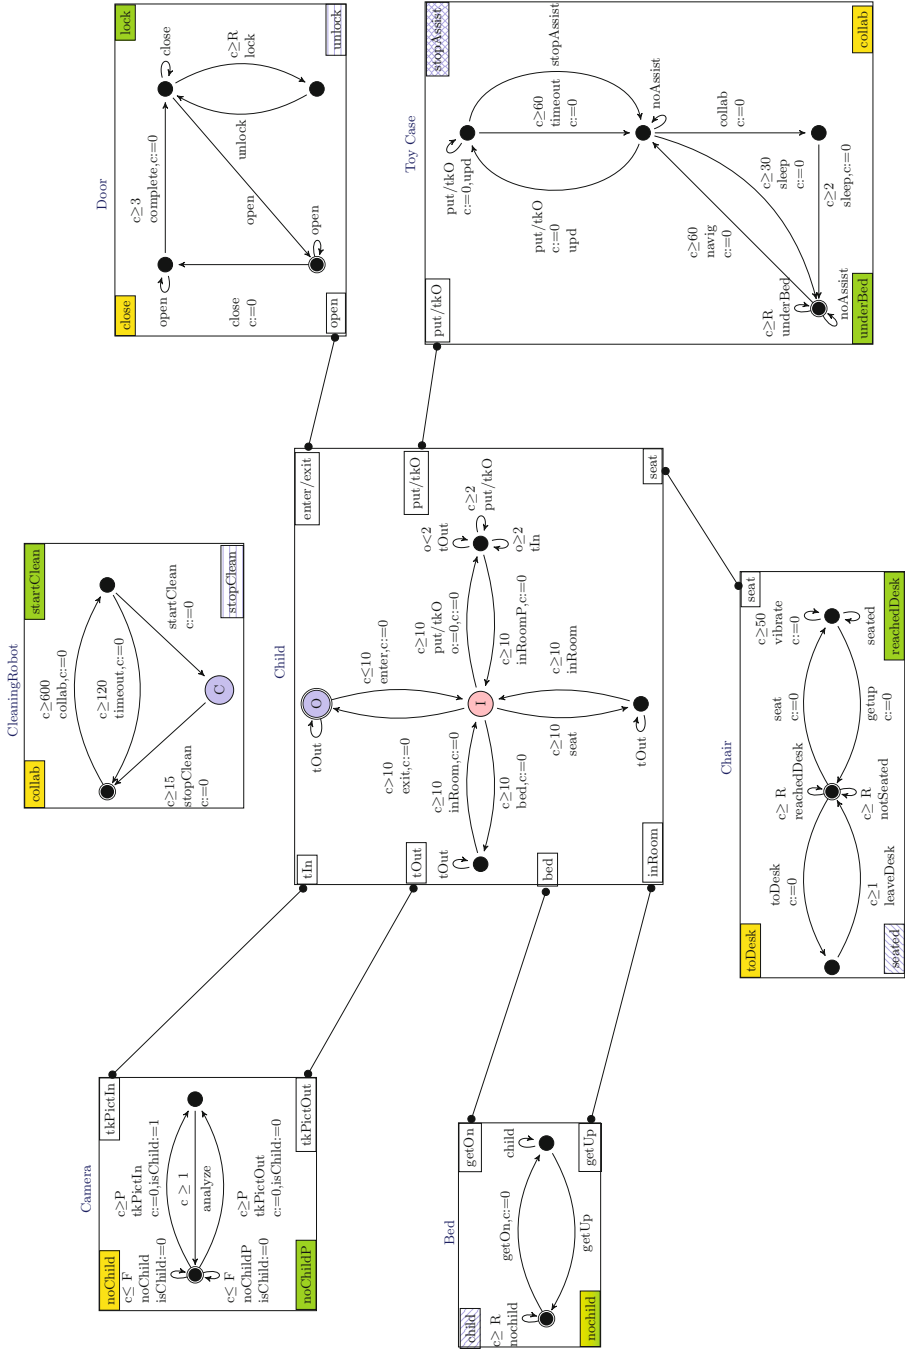 Camera
noChild
tkPictIn
c≤ F
noChild
isChild:=0
c≥P
tkPictIn
c:=0,isChild:=1
c ≥ 1
analyze
c≤ F
noChildP
isChild:=0
c≥P
tkPictOut
c:=0,isChild:=0
noChildP
tkPictOut
CleaningRobot
collab
startClean
c≥600
collab,c:=0
c≥120
timeout,c:=0
c≥15
stopClean
c:=0
startClean
c:=0
C
stopClean
Door
close
lock
c≥3
complete,c:=0
open
close
c≥R
lock
close
c:=0
open
unlock
open
open
unlock
Bed
child
getOn
c≥ R
nochild
getOn,c:=0
child
getUp
nochild
getUp
Child
tIn
enter/exit
tOut
O
c>10
exit,c:=0
c≤10
enter,c:=0
tOut
put/tkO
tOut
c≥10
inRoom,c:=0
I
c≥10
put/tkO
o:=0,c:=0
o<2
tOut
c≥2
put/tkO
c≥10
bed,c:=0
c≥10
inRoomP,c:=0
o≥2
tIn
bed
c≥10
seat
c≥10
inRoom
tOut
inRoom
seat
Toy Case
put/tkO
stopAssist
put/tkO
c:=0,upd
put/tkO
c:=0
upd
c≥60
timeout
c:=0
stopAssist
noAssist
c≥60
navig
c:=0
c≥30
sleep
c:=0
collab
c:=0
c≥R
underBed
c≥2
sleep,c:=0
noAssist
underBed
collab
Chair
toDesk
seat
toDesk
c:=0
c≥ R
reachedDesk
seat
c:=0
c≥50
vibrate
c:=0
c≥1
leaveDesk
c≥ R
notSeated
getup
c:=0
seated
seated
reachedDesk